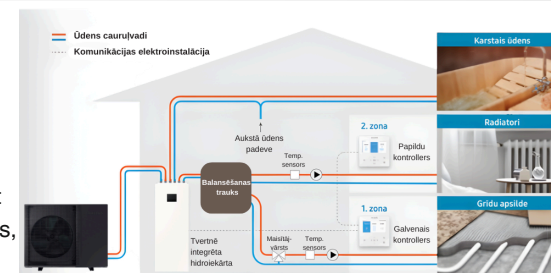 Ūdens cauruļvadi
Komunikācijas elektroinstalācija
Karstais ūdens
Aukstā ūdens
padeve
Radiatori
2. zona
Papildu
kontrollers
Temp.
sensors
Balansēšanas
trauks
s,
Grīdu apsilde
1. zona
Galvenais
kontrollers
Tvertnē
integrēta
hidroiekārta
Maisītāj-
vārsts
Temp.
sensors